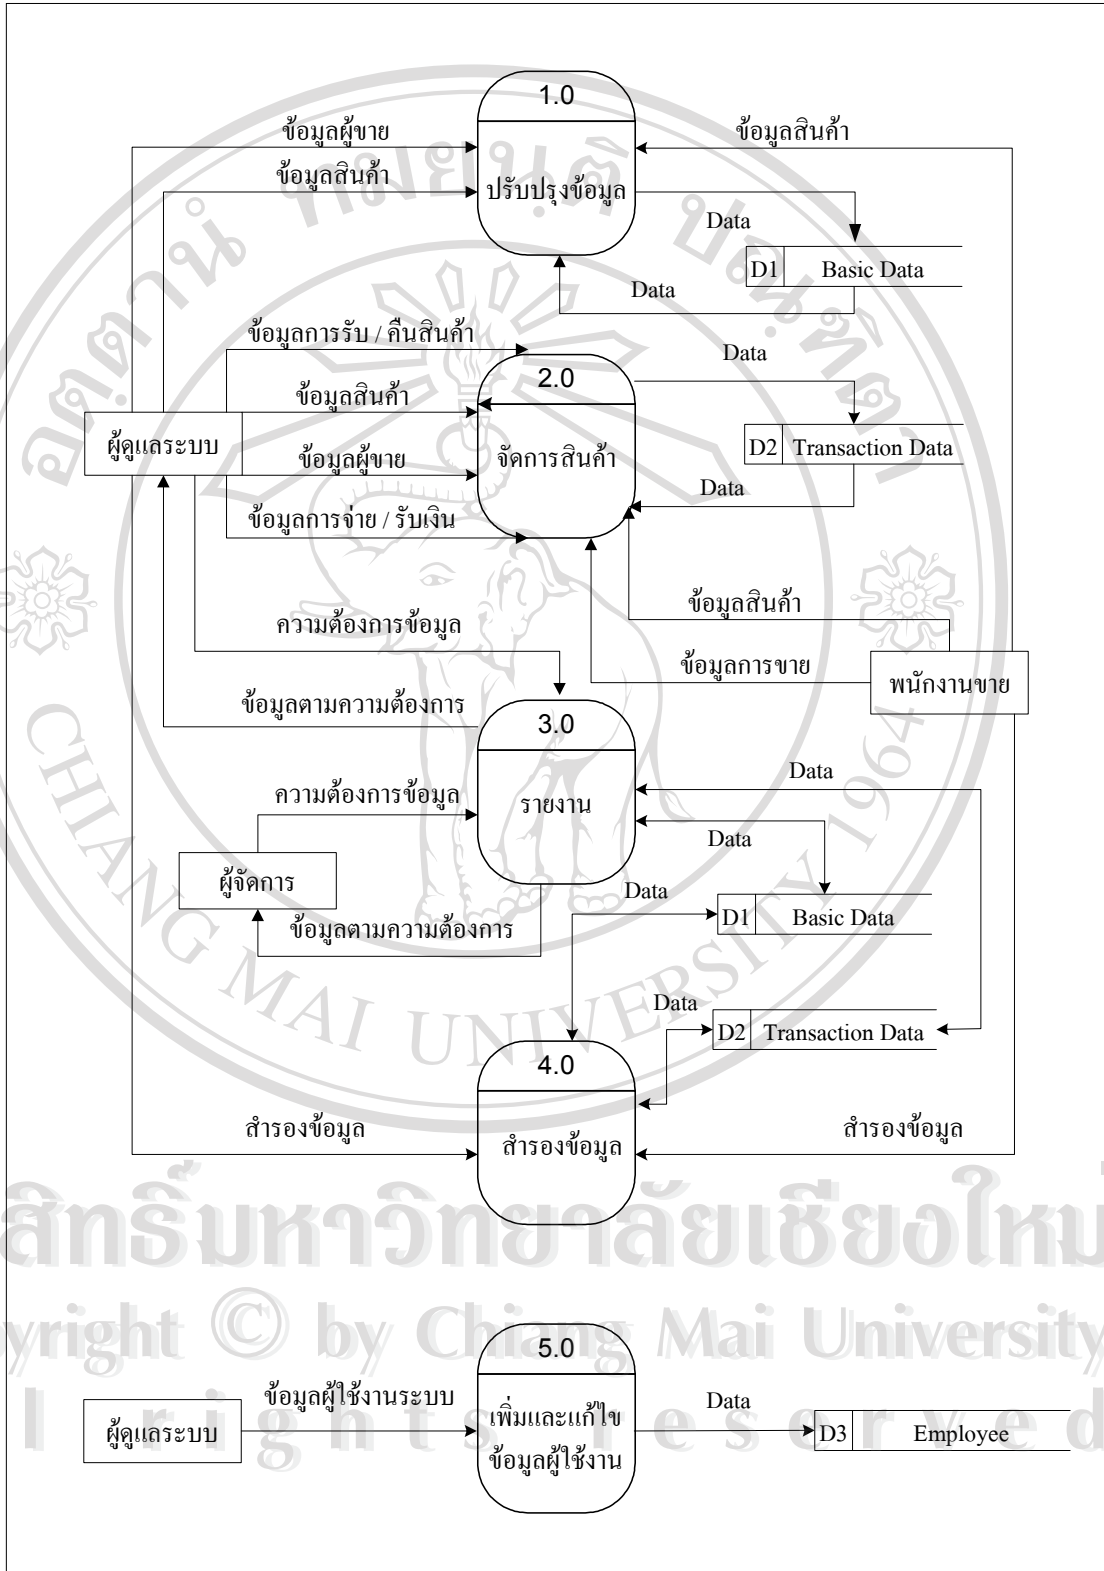 1.0
ข้อมูลผู้ขาย
ข้อมูลสินค้า
ข้อมูลสินค้า
ปรับปรุงข้อมูล
Data
D1 Basic Data
Data
ข้อมูลการรับ / คืนสินค้า
Data
2.0
ข้อมูลสินค้า
ผู้ดูแลระบบ
D2 Transaction Data
ข้อมูลผู้ขาย
จัดการสินค้า
Data
ข้อมูลการจ่าย / รับเงิน
ข้อมูลสินค้า
ความต้องการข้อมูล
ข้อมูลการขาย
พนักงานขาย
ข้อมูลตามความต้องการ
3.0
Data
ความต้องการข้อมูล
รายงาน
Data
ผู้จัดการ
Data
D1 Basic Data
ข้อมูลตามความต้องการ
Data
D2 Transaction Data
4.0
สำรองข้อมูล
สำรองข้อมูล
สำรองข้อมูล
5.0
ข้อมูลผู้ใช้งานระบบ
Data
ผู้ดูแลระบบ
เพิ่มและแก้ไข
ข้อมูลผู้ใช้งาน
D3 Employee
CHIANG MAI UNIVERSITY 1964
สิทธิ์มหาวิทยาลัยเชียงใหม่
yright © by Chiang Mai University
l rights reserved